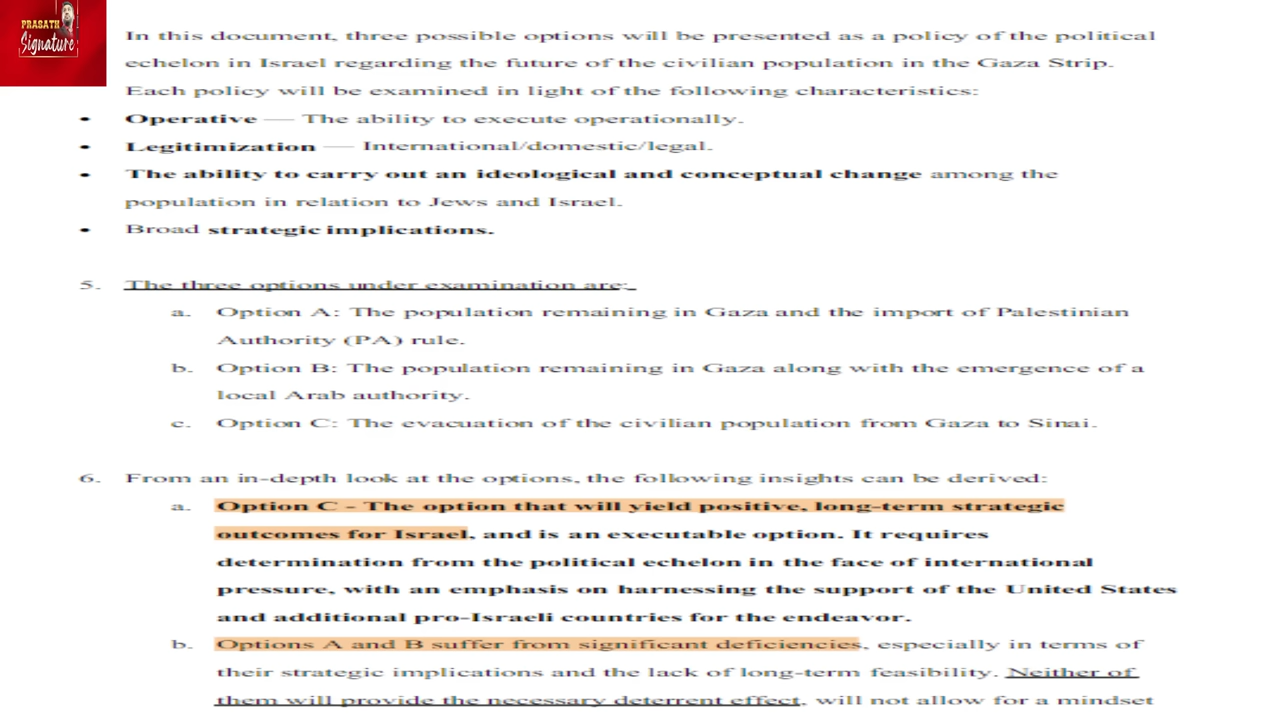 PRASATH
Signature
In this document, three possible options will be presented as a policy of the political
echelon in Israel regarding the future of the civilian population in the Gaza Strip.
Each policy will be examined in light of the following characteristics:
• Operative — The ability to execute operationally.
• Legitimization — International/domestic/legal.
• The ability to carry out an ideological and conceptual change among the
population in relation to Jews and Israel.
• Broad strategic implications.
5. The three options under examination are:
a. Option A: The population remaining in Gaza and the import of Palestinian
Authority (PA) rule.
b. Option B: The population remaining in Gaza along with the emergence of a
local Arab authority.
c. Option C: The evacuation of the civilian population from Gaza to Sinai.
6. From an in-depth look at the options, the following insights can be derived:
a. Option C - The option that will yield positive, long-term strategic
outcomes for Israel, and is an executable option. It requires
determination from the political echelon in the face of international
pressure, with an emphasis on harnessing the support of the United States
and additional pro-Israeli countries for the endeavor.
b. Options A and B suffer from significant deficiencies, especially in terms of
their strategic implications and the lack of long-term feasibility. Neither of
them will provide the necessary deterrent effect, will not allow for a mindset